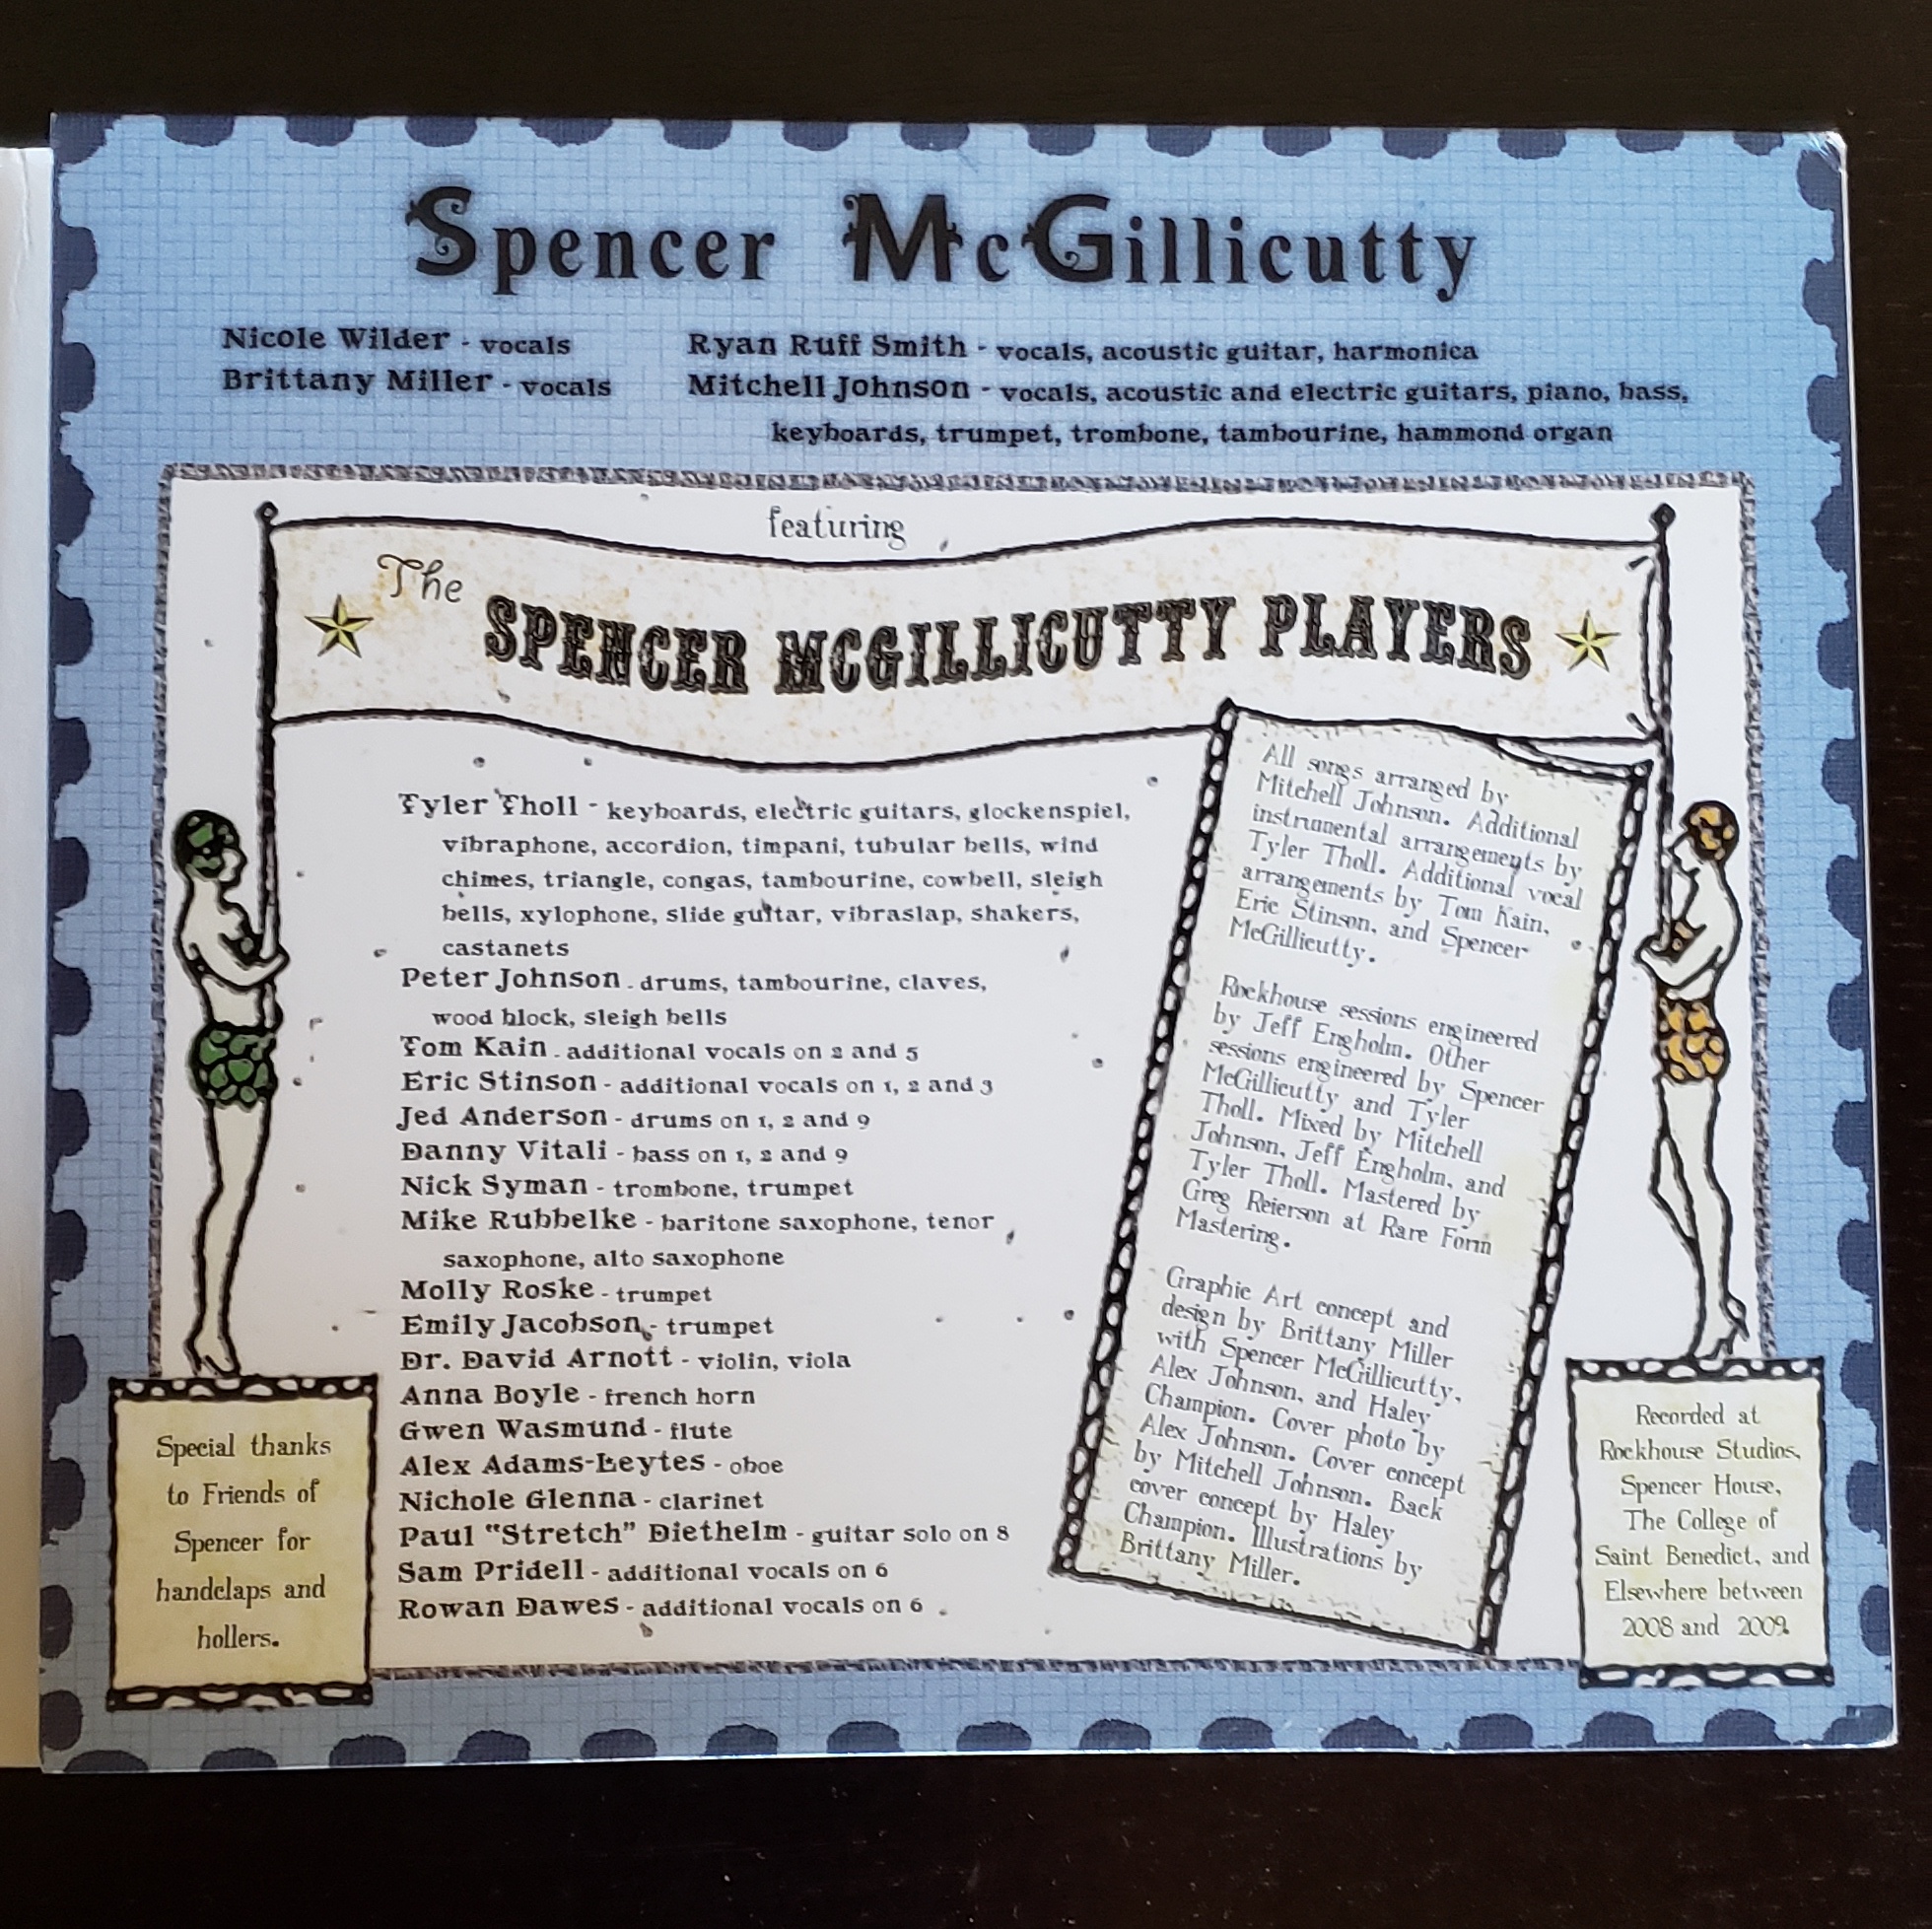 Spencer McGillicutty
Nicole Wilder - vocals
Brittany Miller - vocals
Ryan Ruff Smith - vocals, acoustic guitar, harmonica
Mitchell Johnson - vocals, acoustic and electric guitars, piano, bass,
keyboards, trumpet, trombone, tambourine, hammond organ
featuring
The
SPENCER MCGILLICUTTY PLAYERS
Tyler Tholl - keyboards, electric guitars, glockenspiel,
vibraphone, accordion, timpani, tubular bells, wind
chimes, triangle, congas, tambourine, cowbell, sleigh
bells, xylophone, slide guitar, vibraslap, shakers,
castanets
Peter Johnson - drums, tambourine, claves,
wood block, sleigh bells
Tom Kain - additional vocals on 2 and 5
Eric Stinson - additional vocals on 1, 2 and 3
Jed Anderson - drums on 1, 2 and 9
Danny Vitali - bass on 1, 2 and 9
Nick Syman - trombone, trumpet
Mike Rubbelke - baritone saxophone, tenor
saxophone, alto saxophone
Molly Roske - trumpet
Emily Jacobson - trumpet
Dr. David Arnott - violin, viola
Anna Boyle - french horn
Gwen Wasmund - flute
Alex Adams-Leytes - oboe
Nichole Glenna - clarinet
Paul "Stretch" Diethelm - guitar solo on 8
Sam Pridell - additional vocals on 6
Rowan Dawes - additional vocals on 6
All songs arranged by
Mitchell Johnson. Additional
instrumental arrangements by
Tyler Tholl. Additional vocal
arrangements by Tom Kain,
Eric Stinson, and Spencer
McGillicutty.
Rockhouse sessions engineered
by Jeff Engholm. Other
sessions engineered by Spencer
McGillicutty and Tyler
Tholl. Mixed by Mitchell
Johnson, Jeff Engholm, and
Tyler Tholl. Mastered by
Greg Reierson at Rare Form
Mastering.
Graphic Art concept and
design by Brittany Miller
with Spencer McGillicutty,
Alex Johnson, and Haley
Champion. Cover photo by
Alex Johnson. Cover concept
by Mitchell Johnson. Back
cover concept by Haley
Champion. Illustrations by
Brittany Miller.
Special thanks
to Friends of
Spencer for
handclaps and
hollers.
Recorded at
Rockhouse Studios,
Spencer House,
The College of
Saint Benedict, and
Elsewhere between
2008 and 2009.